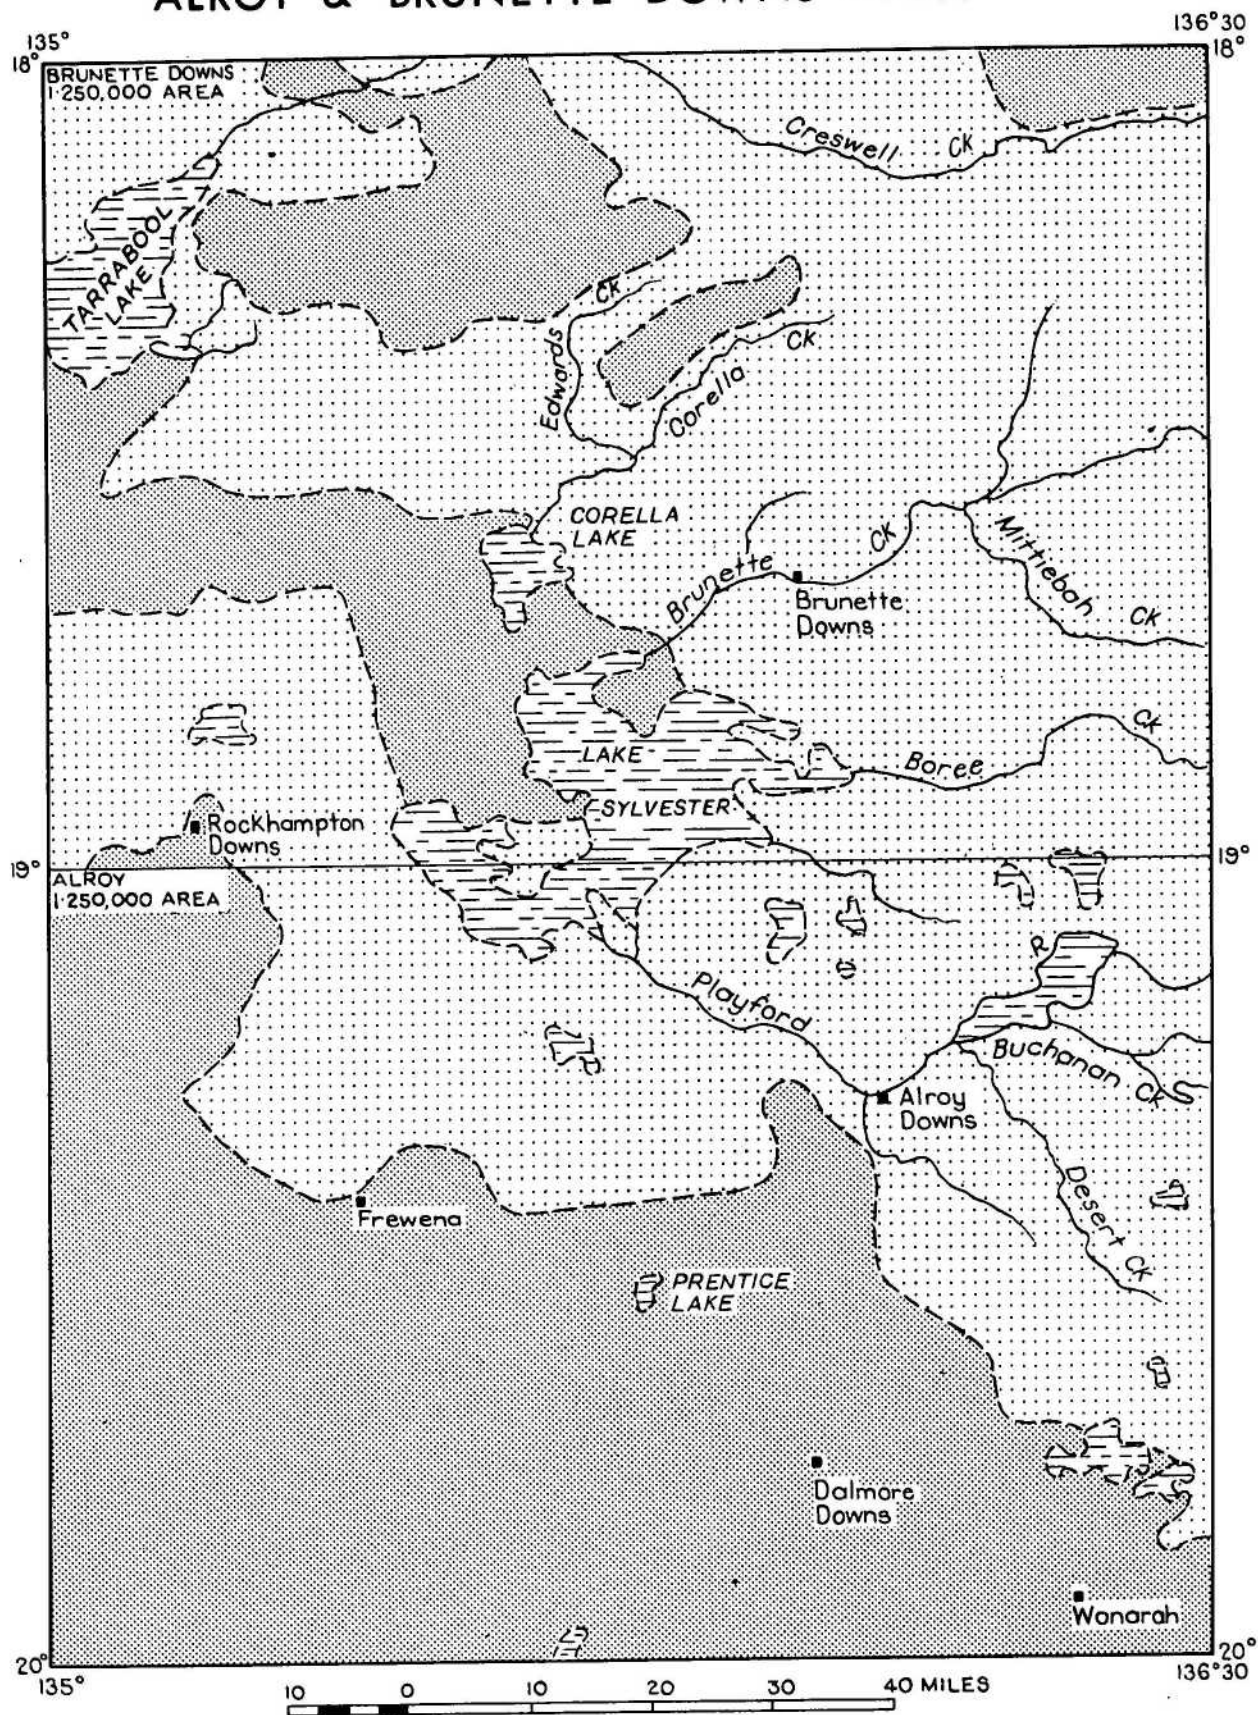 ALROY & BRUNETTE DOWNS
136°30
135°
18°
18°
BRUNETTE DOWNS
1:250,000 AREA
Creswell CK
TARRABOOL
LAKE
CK
Edwards
CK
Corella
CORELLA
LAKE
CK
Brunette
Mittiebah
CK
Brunette
Downs
CK
LAKE
Boree
SYLVESTER
Rockhampton
Downs
19°
19°
ALROY
1:250,000 AREA
R
Playford
Buchanan
CK
Alroy
Downs
Desert CK
Frewena
PRENTICE
LAKE
Dalmore
Downs
Wonarah
20°
20°
135°
136°30
10 0 10 20 30 40 MILES